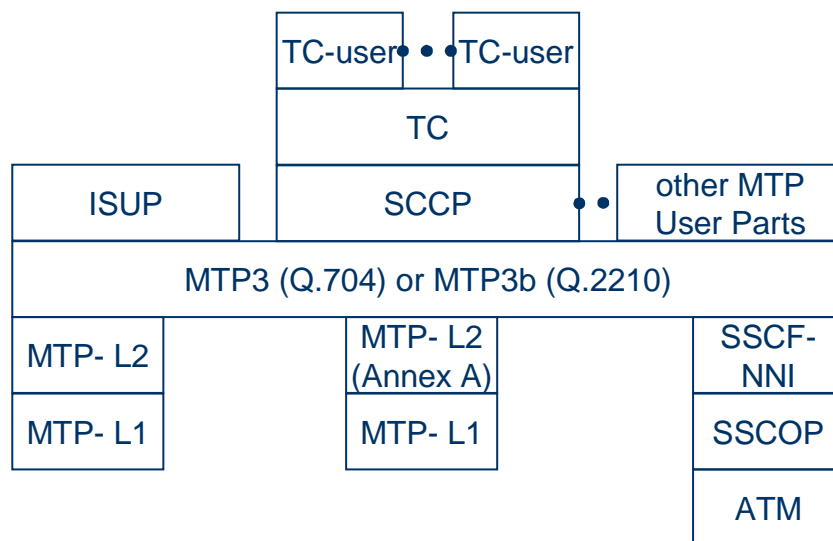 TC-user • • • TC-user
TC
ISUP
SCCP • •
other MTP
User Parts
MTP3 (Q.704) or MTP3b (Q.2210)
MTP- L2
MTP- L2
(Annex A)
SSCF-
NNI
MTP- L1
MTP- L1
SSCOP
ATM